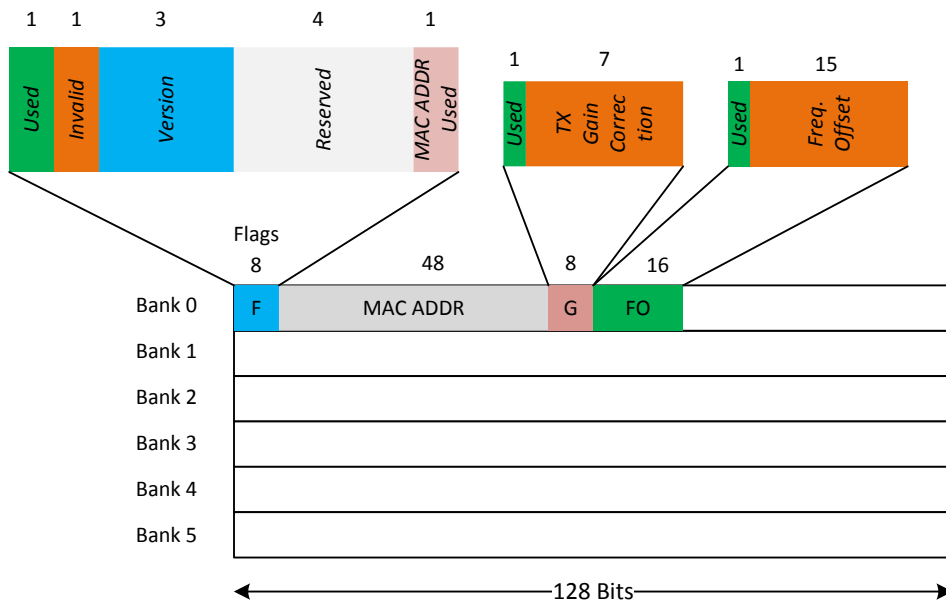 1 1 3 4 1
Used
Invalid
Version
Reserved
MAC ADDR
Used
1 7
Used
TX
Gain
Correc
tion
1 15
Used
Freq.
Offset
Flags
8 48 8 16
Bank 0 F MAC ADDR G FO
Bank 1
Bank 2
Bank 3
Bank 4
Bank 5
128 Bits